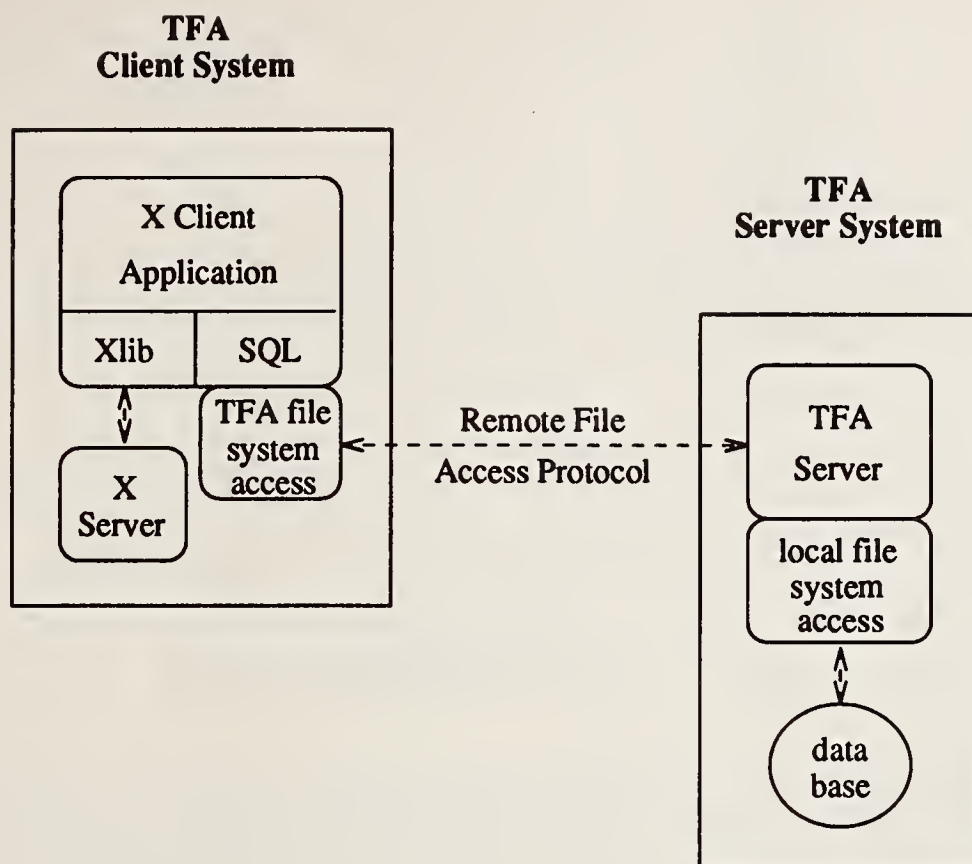 TFA
Client System
X Client
Application
Xlib
SQL
TFA file
system
access
X
Server
Remote File
Access Protocol
TFA
Server System
TFA
Server
local file
system
access
data
base